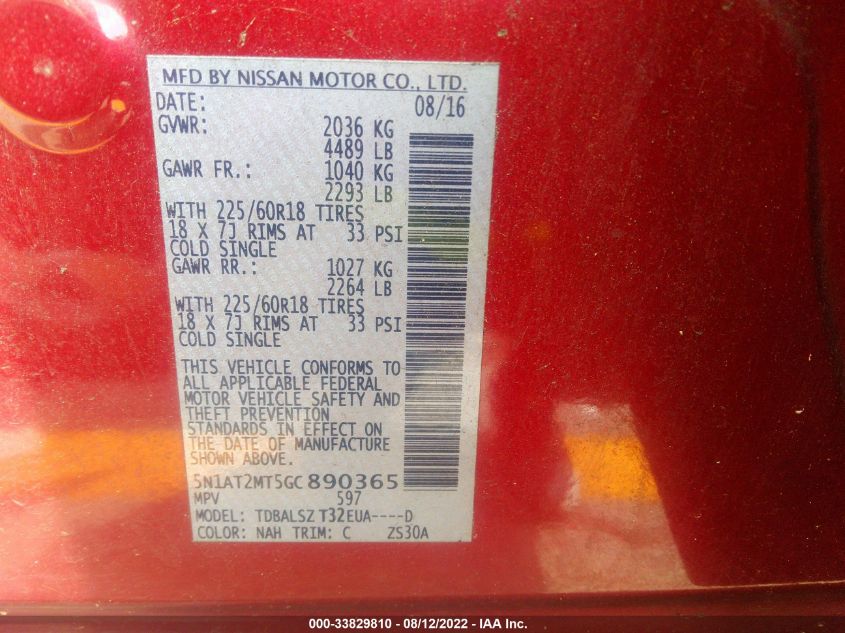 MFD BY NISSAN MOTOR CO., LTD.
DATE: 08/16
GVWR: 2036 KG
4489 LB
GAWR FR.: 1040 KG
2293 LB
WITH 225/60R18 TIRES
18 X 7J RIMS AT 33 PSI
COLD SINGLE
GAWR RR.: 1027 KG
2264 LB
WITH 225/60R18 TIRES
18 X 7J RIMS AT 33 PSI
COLD SINGLE
THIS VEHICLE CONFORMS TO
ALL APPLICABLE FEDERAL
MOTOR VEHICLE SAFETY AND
THEFT PREVENTION
STANDARDS IN EFFECT ON
THE DATE OF MANUFACTURE
SHOWN ABOVE.
5N1AT2MT5GC890365
MPV 597
MODEL: TDBALSZ T32EUA----D
COLOR: NAH TRIM: C ZS30A
000-33829810 - 08/12/2022 - IAA Inc.